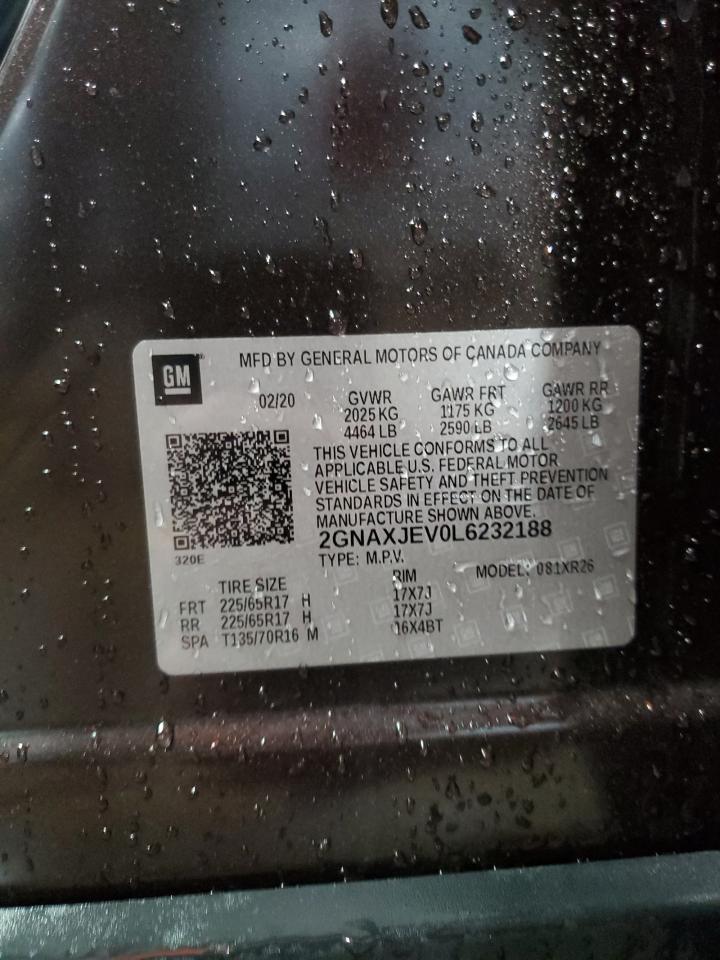 GM
MFD BY GENERAL MOTORS OF CANADA COMPANY
02/20 GVWR GAWR FRT GAWR RR
2025 KG 1175 KG 1200 KG
4464 LB 2590 LB 2645 LB
THIS VEHICLE CONFORMS TO ALL
APPLICABLE U.S. FEDERAL MOTOR
VEHICLE SAFETY AND THEFT PREVENTION
STANDARDS IN EFFECT ON THE DATE OF
MANUFACTURE SHOWN ABOVE.
2GNAXJEV0L6232188
320E
TYPE: M.P.V. MODEL: 081XR26
TIRE SIZE RIM
FRT 225/65R17 H 17X7J
RR 225/65R17 H 17X7J
SPA T135/70R16 M 16X4BT